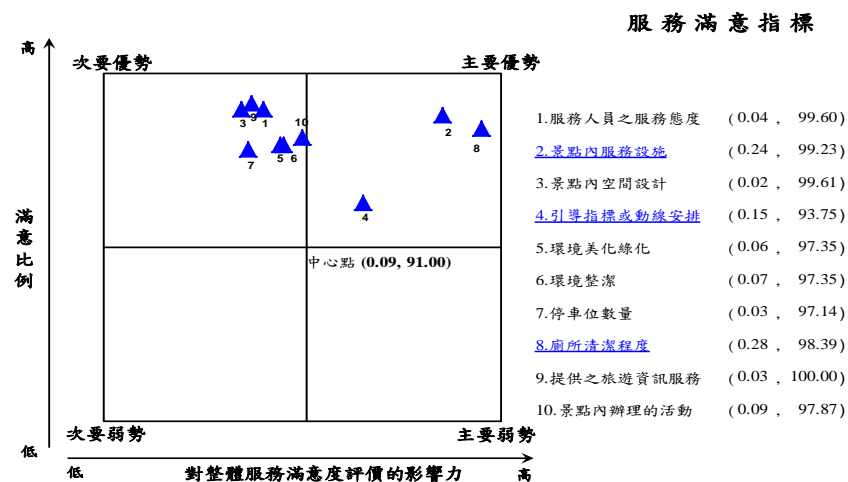 服務滿意指標
高
次要優勢 主要優勢
3 9 1 10 2 8
7 5 6
4
滿意比例
中心點 (0.09, 91.00)
次要弱勢 主要弱勢
低
低 對整體服務滿意度評價的影響力 高
1.服務人員之服務態度 (0.04 , 99.60)
2.景點內服務設施 (0.24 , 99.23)
3.景點內空間設計 (0.02 , 99.61)
4.引導指標或動線安排 (0.15 , 93.75)
5.環境美化綠化 (0.06 , 97.35)
6.環境整潔 (0.07 , 97.35)
7.停車位數量 (0.03 , 97.14)
8.廁所清潔程度 (0.28 , 98.39)
9.提供之旅遊資訊服務 (0.03 , 100.00)
10.景點內辦理的活動 (0.09 , 97.87)